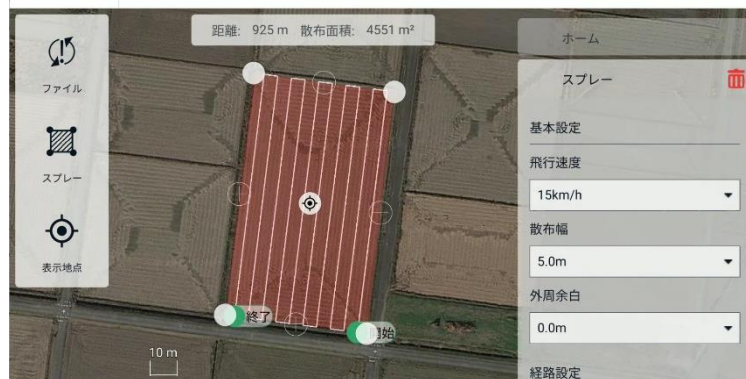 距離: 925 m 散布面積: 4551 m²
ファイル
スプレー
表示地点
終了
開始
10 m
ホーム
スプレー
基本設定
飛行速度
15km/h
散布幅
5.0m
外周余白
0.0m
経路設定